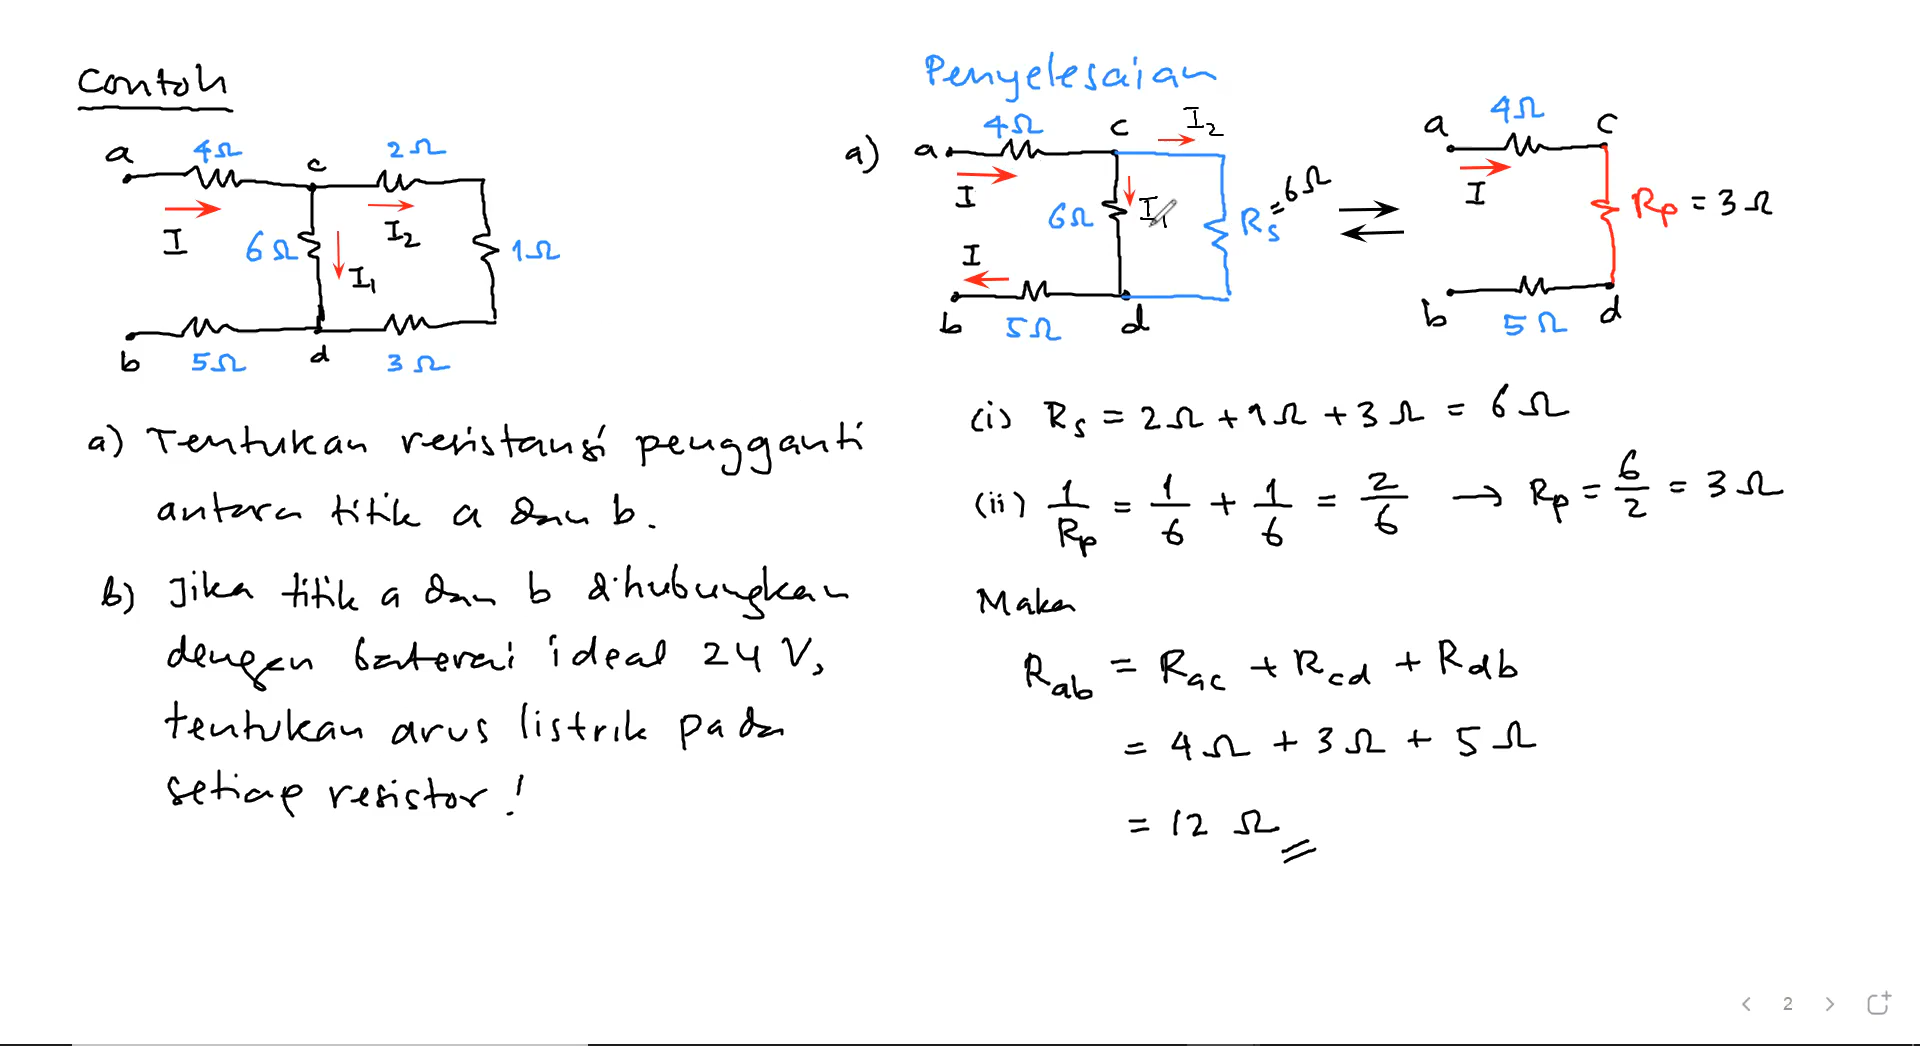 Contoh
a
4Ω
c
2Ω
I
6Ω
I₂
1Ω
I₁
b
5Ω
d
3Ω
a) Tentukan resistansi pengganti
antara titik a dan b.
b) Jika titik a dan b dihubungkan
dengan baterai ideal 24 V,
tentukan arus listrik pada
setiap resistor!
Penyelesaian
a)
a
4Ω
c
I₂
I
6Ω
I₁
Rs = 6Ω
I
b
5Ω
d
a
4Ω
c
I
Rp = 3Ω
b
5Ω
d
(i) Rs = 2Ω + 1Ω + 3Ω = 6Ω
(ii) 1/Rp = 1/6 + 1/6 = 2/6 → Rp = 6/2 = 3Ω
Maka
Rab = Rac + Rcd + Rdb
= 4Ω + 3Ω + 5Ω
= 12 Ω
2